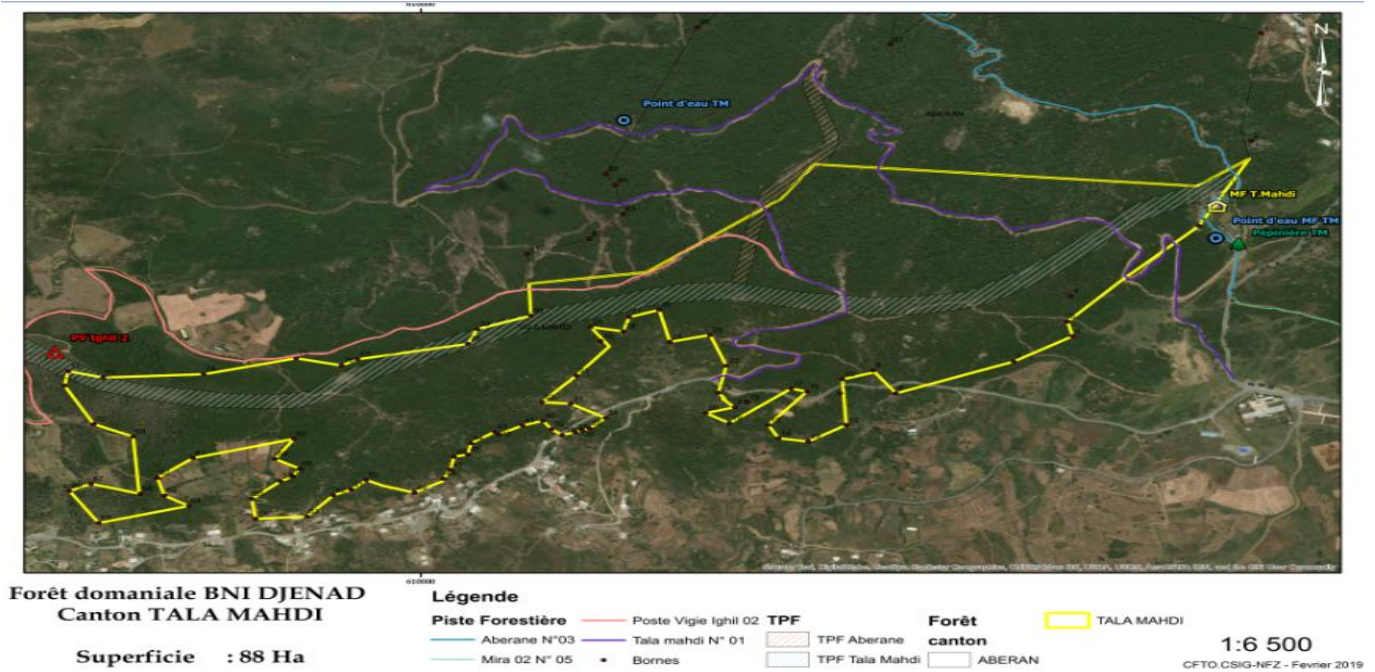 N
Point d'eau TM
ABERAN
MF T.Mahdi
Point d'eau MF TM
Pépinière TM
PV Ighil 2
610000
Forêt domaniale BNI DJENAD
Canton TALA MAHDI
Superficie : 88 Ha
Légende
Piste Forestière
Aberane N°03
Mira 02 N° 05
Poste Vigie Ighil 02
Tala mahdi N° 01
Bornes
TPF
TPF Aberane
TPF Tala Mahdi
Forêt
canton
ABERAN
TALA MAHDI
1:6 500
CFTO.CSIG-NFZ - Fevrier 2019